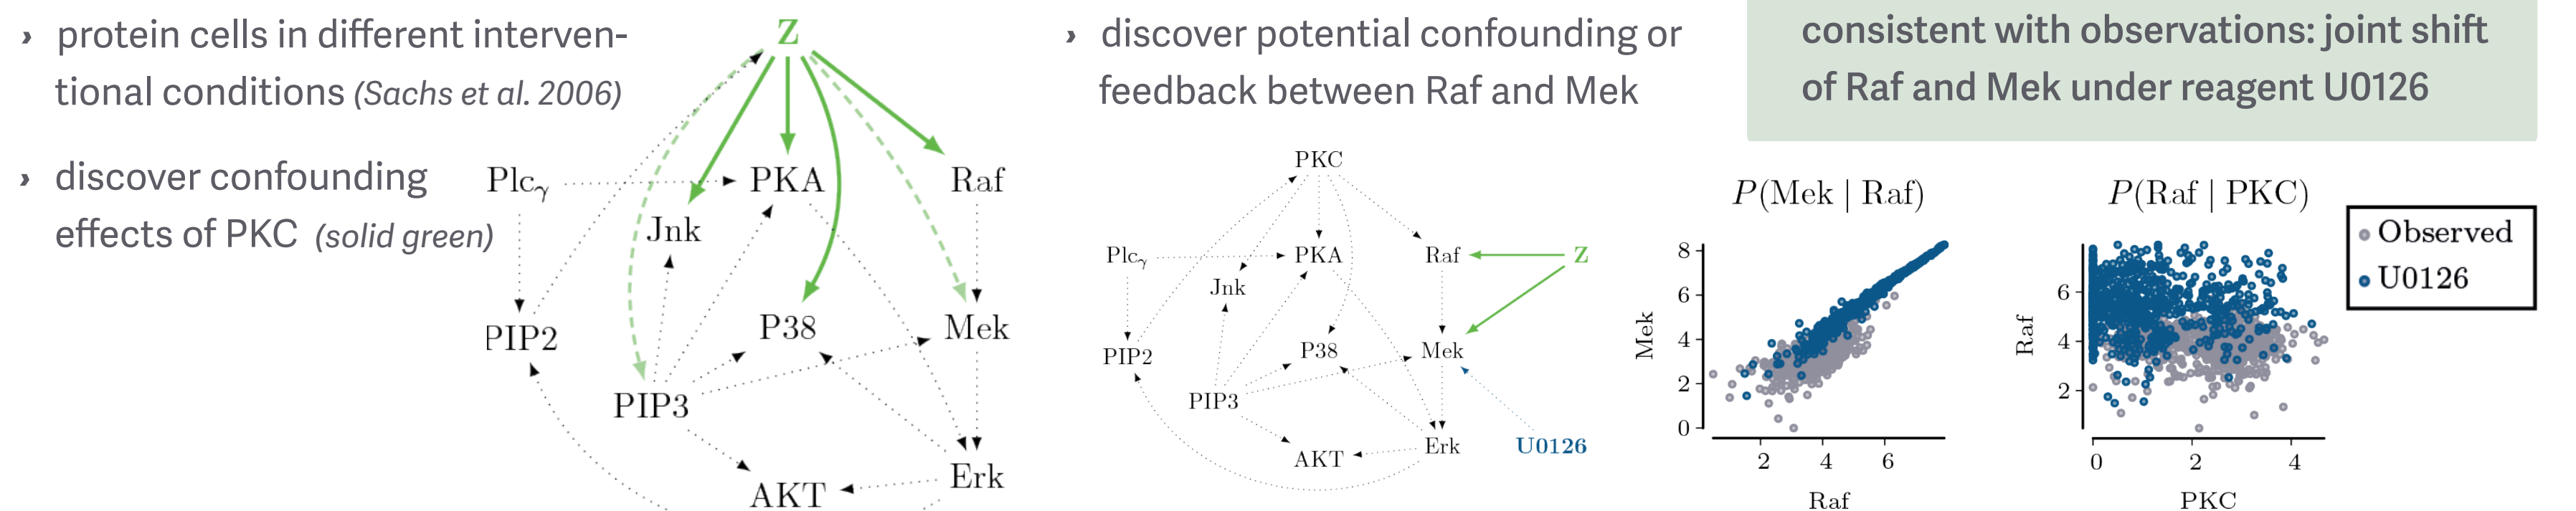 › protein cells in different interven-
tional conditions (Sachs et al. 2006)
› discover confounding
effects of PKC (solid green)
Z
Plcγ
PKA
Raf
Jnk
PIP2
P38
Mek
PIP3
AKT
Erk
› discover potential confounding or
feedback between Raf and Mek
PKC
Plcγ
PKA
Raf
Z
Jnk
PIP2
P38
Mek
PIP3
AKT
Erk
U0126
consistent with observations: joint shift
of Raf and Mek under reagent U0126
P(Mek | Raf)
8
6
4
2
0
Mek
2 4 6
Raf
P(Raf | PKC)
6
4
2
Raf
0 2 4
PKC
Observed
U0126